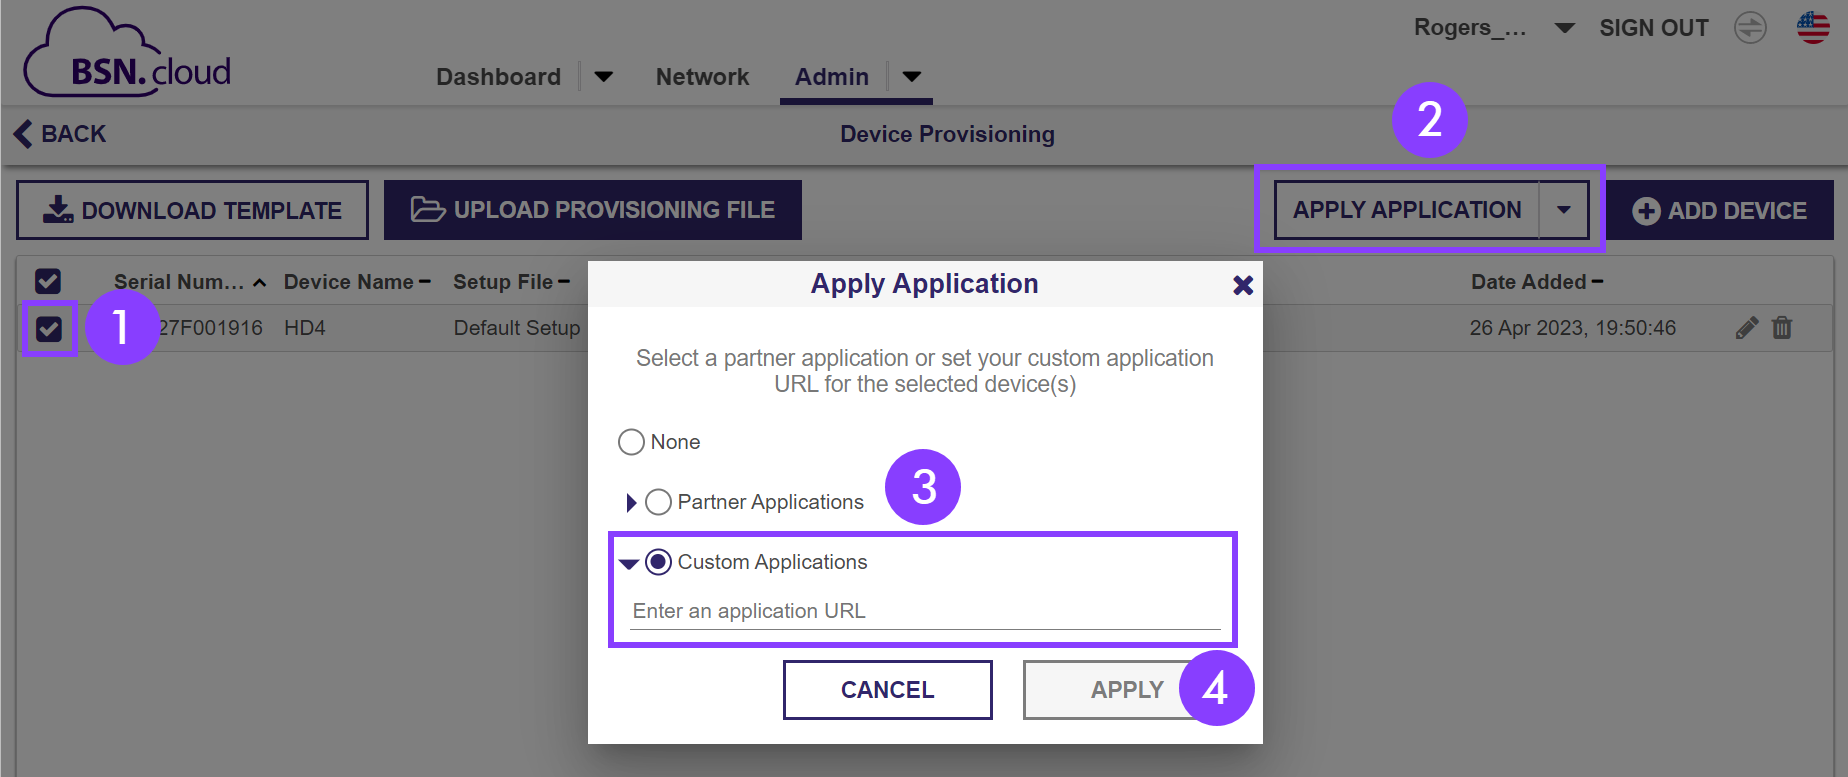 BSN.cloud
Rogers_... SIGN OUT
Dashboard Network Admin
BACK
Device Provisioning
2
DOWNLOAD TEMPLATE
UPLOAD PROVISIONING FILE
APPLY APPLICATION
ADD DEVICE
Serial Num... Device Name Setup File Date Added
1
27F001916 HD4 Default Setup 26 Apr 2023, 19:50:46
Apply Application
Select a partner application or set your custom application
URL for the selected device(s)
None
Partner Applications
3
Custom Applications
Enter an application URL
CANCEL
APPLY
4